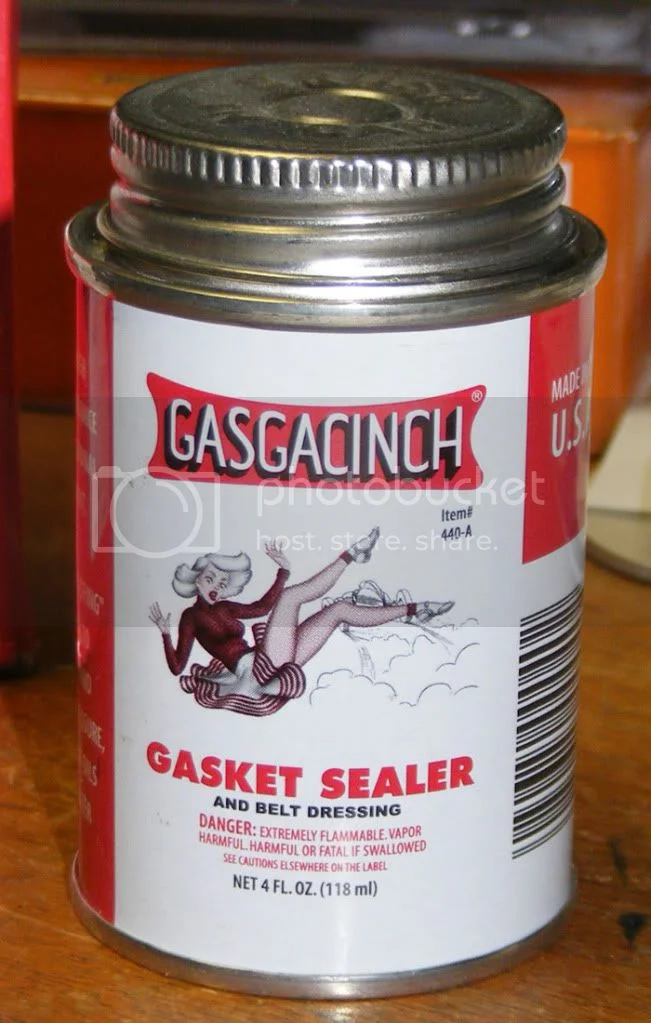 GASGACINCH®
photobucket
Item#
host. store. share.
440-A
MADE
U.S.
GASKET SEALER
AND BELT DRESSING
DANGER: EXTREMELY FLAMMABLE. VAPOR
HARMFUL. HARMFUL OR FATAL IF SWALLOWED
SEE CAUTIONS ELSEWHERE ON THE LABEL
NET 4 FL. OZ. (118 ml)